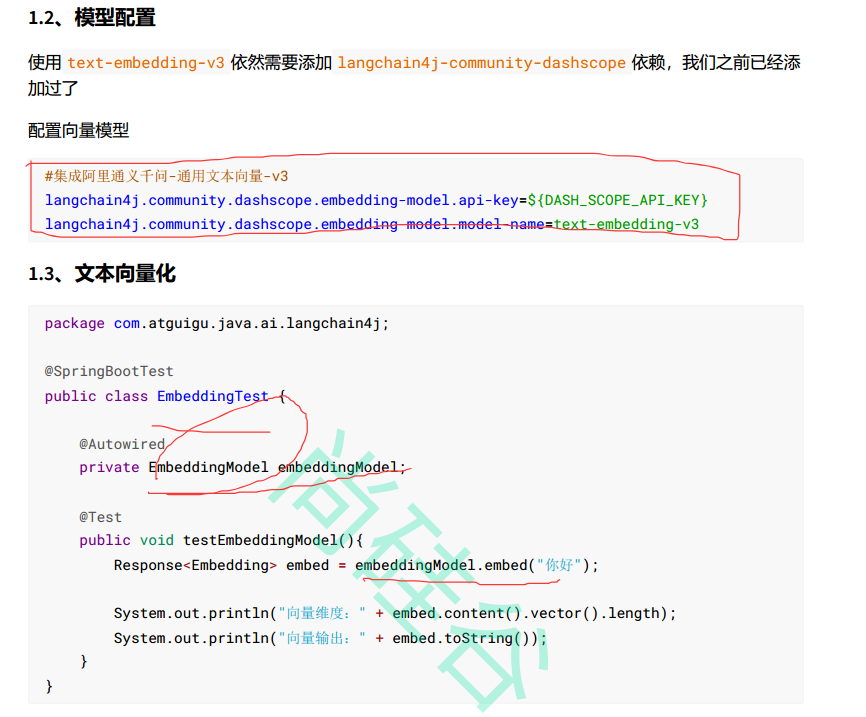 1.2、模型配置
使用 text-embedding-v3 依然需要添加 langchain4j-community-dashscope 依赖，我们之前已经添
加过了
配置向量模型
#集成阿里通义千问-通用文本向量-v3
langchain4j.community.dashscope.embedding-model.api-key=${DASH_SCOPE_API_KEY}
langchain4j.community.dashscope.embedding-model.model-name=text-embedding-v3
1.3、文本向量化
package com.atguigu.java.ai.langchain4j;
@SpringBootTest
public class EmbeddingTest {
@Autowired
private EmbeddingModel embeddingModel;
@Test
public void testEmbeddingModel(){
Response<Embedding> embed = embeddingModel.embed("你好");
System.out.println("向量维度：" + embed.content().vector().length);
System.out.println("向量输出：" + embed.toString());
}
}
尚硅谷